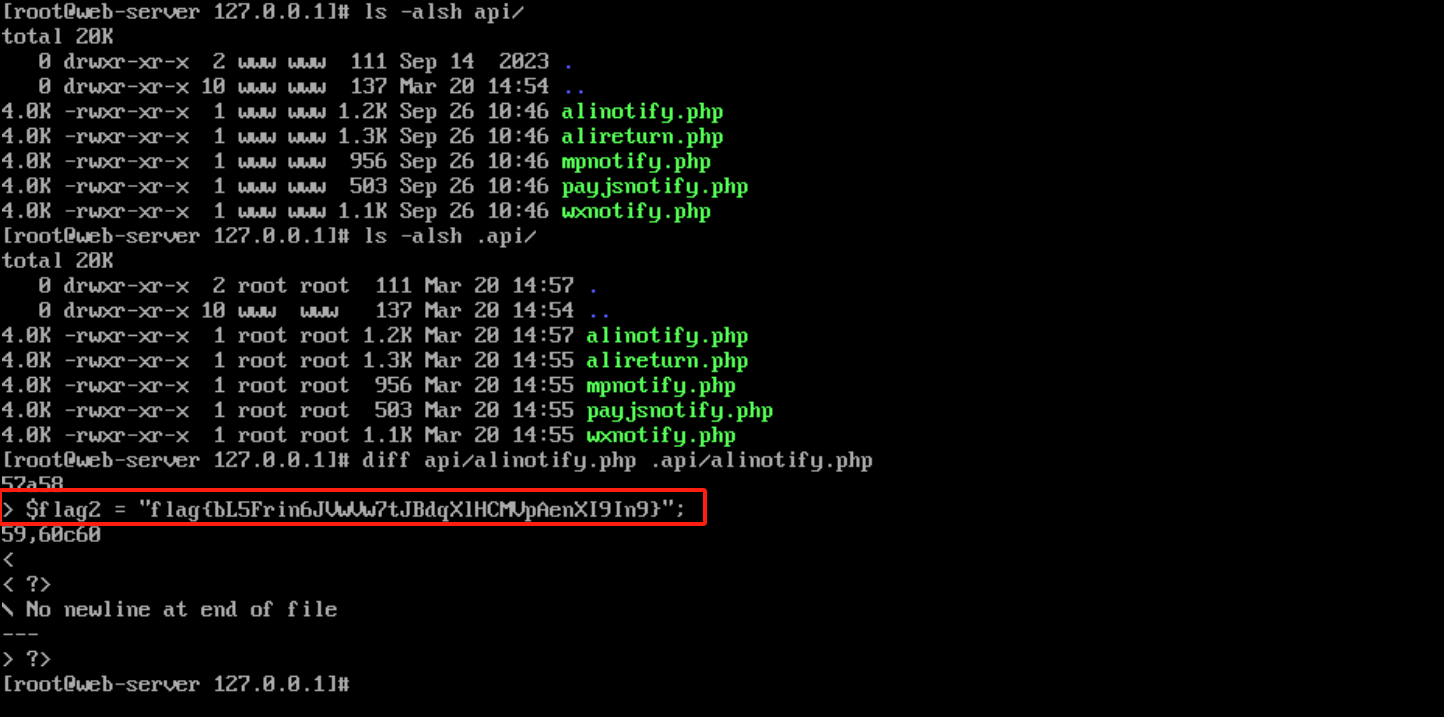 [root@web-server 127.0.0.1]# ls -alsh api/
total 20K
   0 drwxr-xr-x  2 www www  111 Sep 14  2023 .
   0 drwxr-xr-x 10 www www  137 Mar 20 14:54 ..
4.0K -rwxr-xr-x  1 www www 1.2K Sep 26 10:46 alinotify.php
4.0K -rwxr-xr-x  1 www www 1.3K Sep 26 10:46 alireturn.php
4.0K -rwxr-xr-x  1 www www  956 Sep 26 10:46 mpnotify.php
4.0K -rwxr-xr-x  1 www www  503 Sep 26 10:46 payjsnotify.php
4.0K -rwxr-xr-x  1 www www 1.1K Sep 26 10:46 wxnotify.php
[root@web-server 127.0.0.1]# ls -alsh .api/
total 20K
   0 drwxr-xr-x  2 root root  111 Mar 20 14:57 .
   0 drwxr-xr-x 10 www  www   137 Mar 20 14:54 ..
4.0K -rwxr-xr-x  1 root root 1.2K Mar 20 14:57 alinotify.php
4.0K -rwxr-xr-x  1 root root 1.3K Mar 20 14:55 alireturn.php
4.0K -rwxr-xr-x  1 root root  956 Mar 20 14:55 mpnotify.php
4.0K -rwxr-xr-x  1 root root  503 Mar 20 14:55 payjsnotify.php
4.0K -rwxr-xr-x  1 root root 1.1K Mar 20 14:55 wxnotify.php
[root@web-server 127.0.0.1]# diff api/alinotify.php .api/alinotify.php
57a58
> $flag2 = "flag{bL5Frin6JVwVw7tJBdqXlHCMVpAenXI9In9}";
59,60c60
<
< ?>
\ No newline at end of file
---
> ?>
[root@web-server 127.0.0.1]#